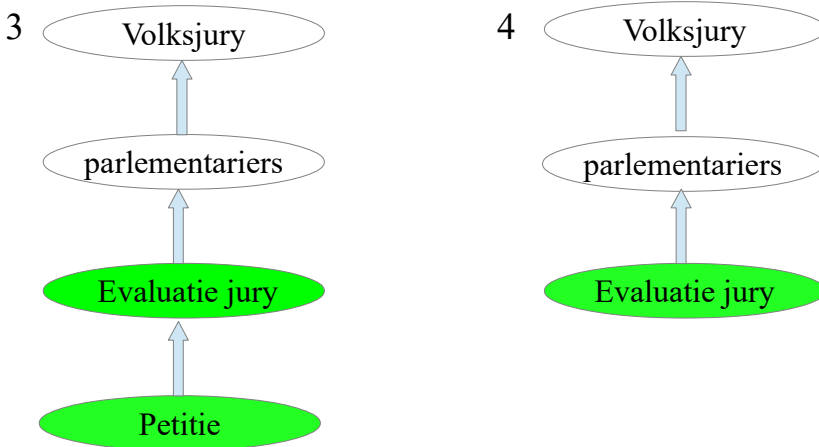 3
Volksjury
parlementariers
Evaluatie jury
Petitie
4
Volksjury
parlementariers
Evaluatie jury